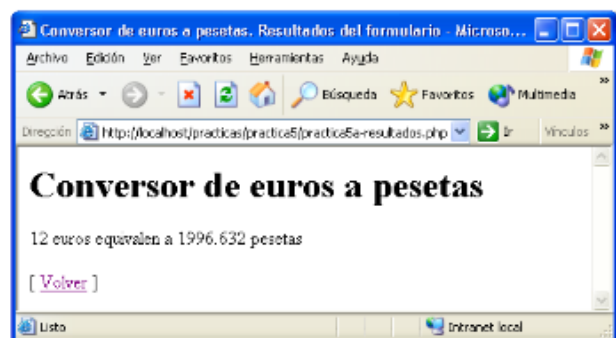 Conversor de euros a pesetas. Resultados del formulario - Microso...
Archivo Edición Ver Favoritos Herramientas Ayuda
Atrás Búsqueda Favoritos Multimedia »
Dirección http://localhost/practicas/practica5/practica5a-resultados.php Ir Vínculos »
Conversor de euros a pesetas
12 euros equivalen a 1996.632 pesetas
[ Volver ]
Listo Intranet local